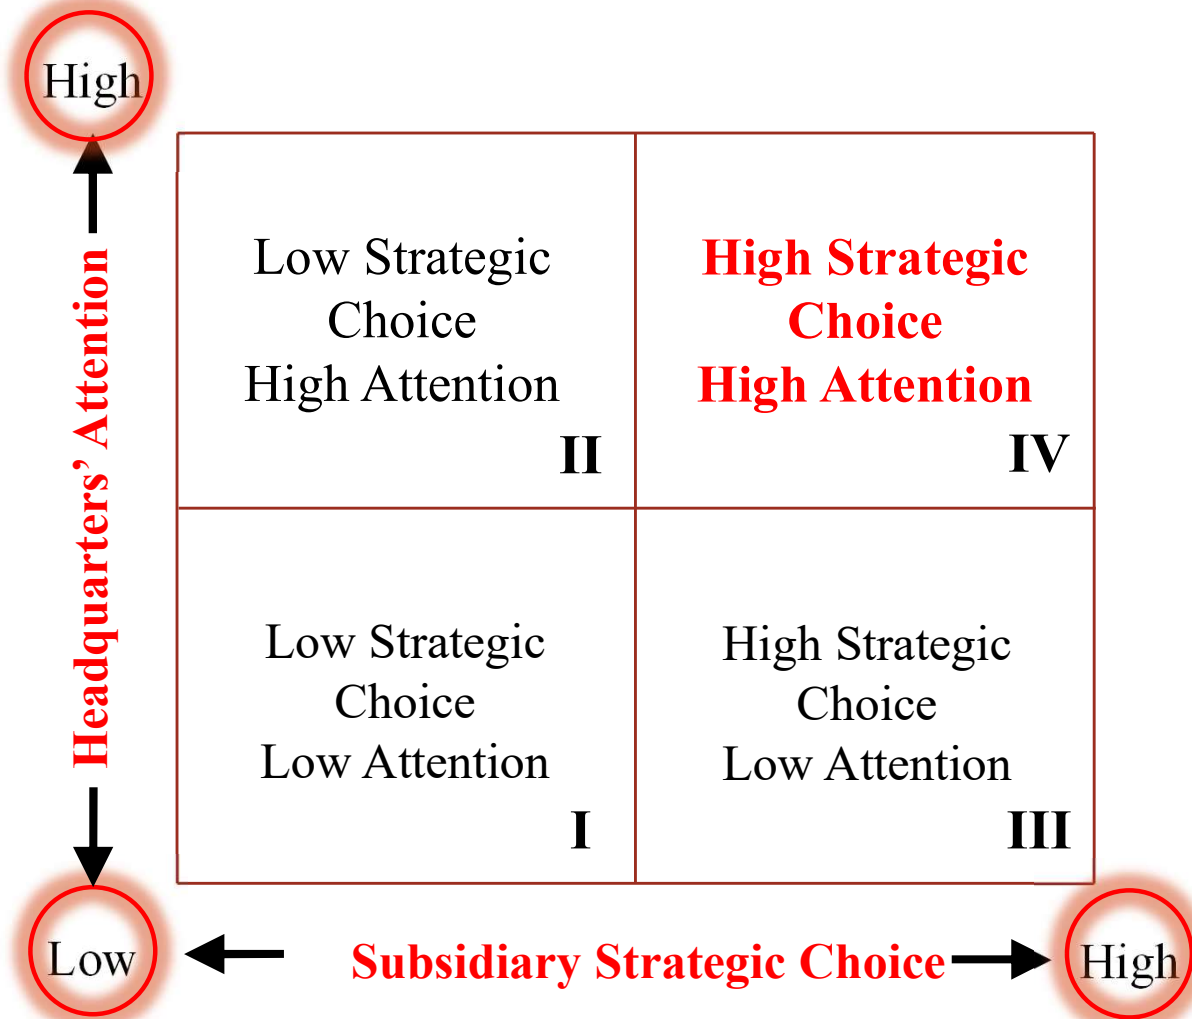 High
Headquarters’ Attention
Low Strategic
Choice
High Attention
II
High Strategic
Choice
High Attention
IV
Low Strategic
Choice
Low Attention
I
High Strategic
Choice
Low Attention
III
Low
Subsidiary Strategic Choice
High